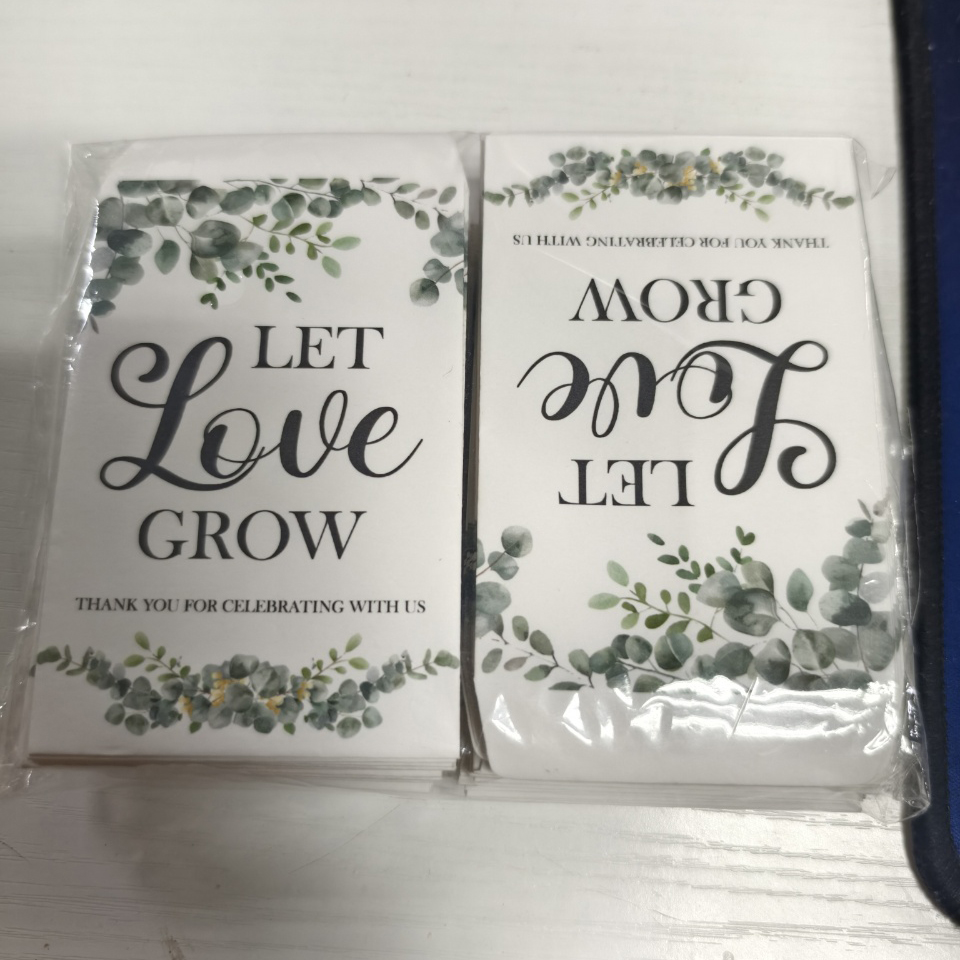 LET
Love
GROW
THANK YOU FOR CELEBRATING WITH US
LET
Love
GROW
THANK YOU FOR CELEBRATING WITH US